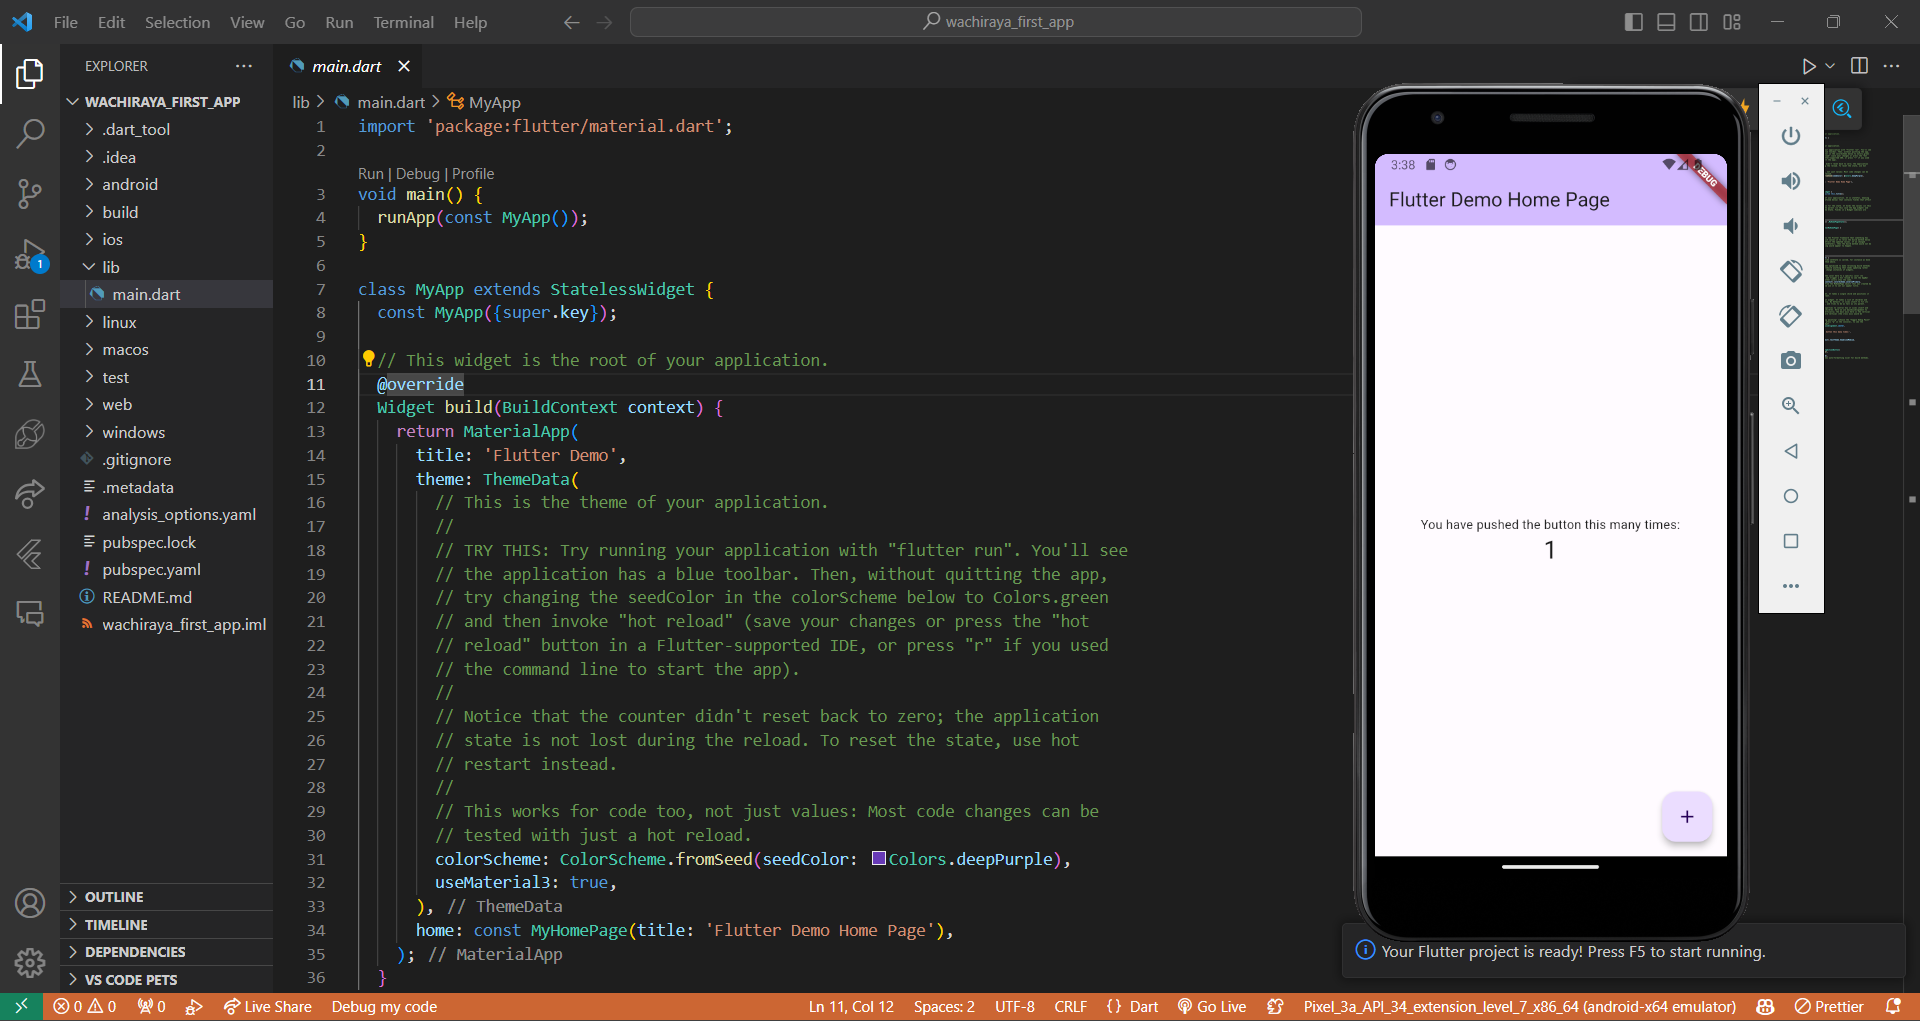 File Edit Selection View Go Run Terminal Help
wachiraya_first_app
EXPLORER
WACHIRAYA_FIRST_APP
.dart_tool
.idea
android
build
ios
lib
main.dart
linux
macos
test
web
windows
.gitignore
.metadata
analysis_options.yaml
pubspec.lock
pubspec.yaml
README.md
wachiraya_first_app.iml
OUTLINE
TIMELINE
DEPENDENCIES
VS CODE PETS
1
main.dart
lib > main.dart > MyApp
1 import 'package:flutter/material.dart';
2
Run | Debug | Profile
3 void main() {
4 runApp(const MyApp());
5 }
6
7 class MyApp extends StatelessWidget {
8 const MyApp({super.key});
9
10 // This widget is the root of your application.
11 @override
12 Widget build(BuildContext context) {
13 return MaterialApp(
14 title: 'Flutter Demo',
15 theme: ThemeData(
16 // This is the theme of your application.
17 //
18 // TRY THIS: Try running your application with "flutter run". You'll see
19 // the application has a blue toolbar. Then, without quitting the app,
20 // try changing the seedColor in the colorScheme below to Colors.green
21 // and then invoke "hot reload" (save your changes or press the "hot
22 // reload" button in a Flutter-supported IDE, or press "r" if you used
23 // the command line to start the app).
24 //
25 // Notice that the counter didn't reset back to zero; the application
26 // state is not lost during the reload. To reset the state, use hot
27 // restart instead.
28 //
29 // This works for code too, not just values: Most code changes can be
30 // tested with just a hot reload.
31 colorScheme: ColorScheme.fromSeed(seedColor: Colors.deepPurple),
32 useMaterial3: true,
33 ), // ThemeData
34 home: const MyHomePage(title: 'Flutter Demo Home Page'),
35 ); // MaterialApp
36 }
3:38
Flutter Demo Home Page
You have pushed the button this many times:
1
+
Your Flutter project is ready! Press F5 to start running.
0 0 0 Live Share Debug my code Ln 11, Col 12 Spaces: 2 UTF-8 CRLF {} Dart Go Live Pixel_3a_API_34_extension_level_7_x86_64 (android-x64 emulator) Prettier